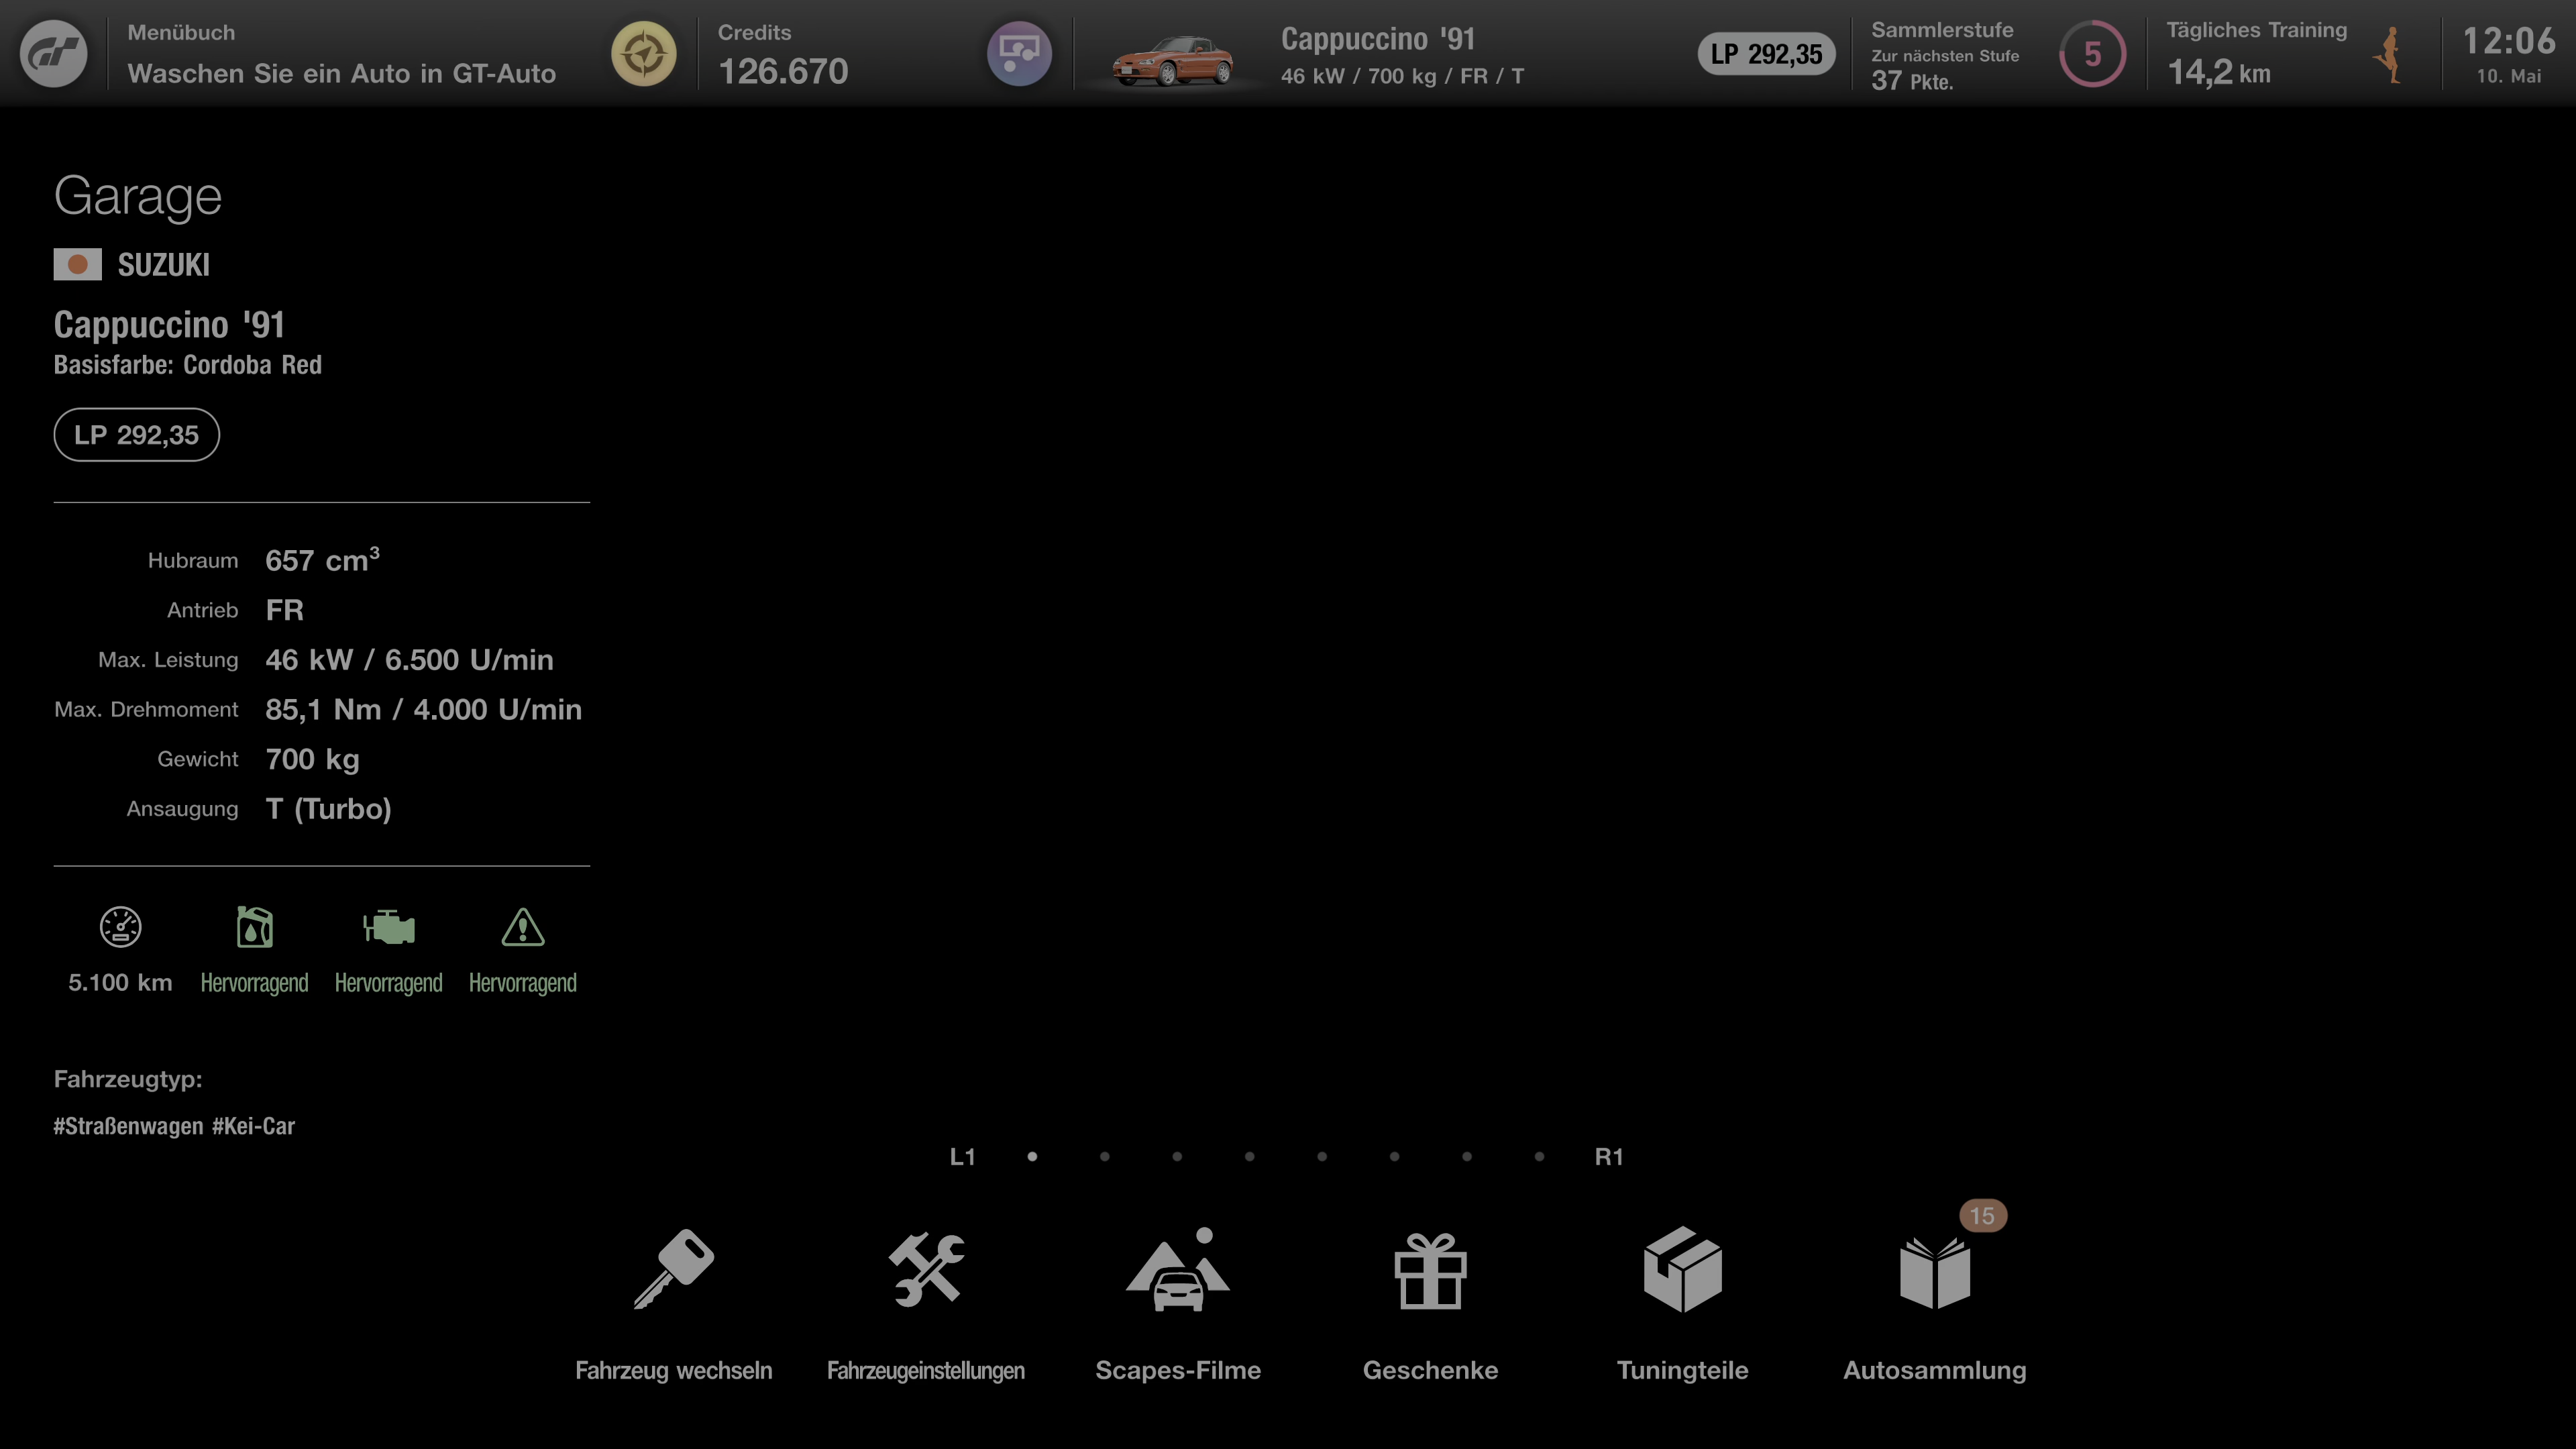 Menübuch
Waschen Sie ein Auto in GT-Auto
Credits
126.670
Cappuccino '91
46 kW / 700 kg / FR / T
LP 292,35
Sammlerstufe
Zur nächsten Stufe
37 Pkte.
5
Tägliches Training
14,2 km
12:06
10. Mai
Garage
SUZUKI
Cappuccino '91
Basisfarbe: Cordoba Red
LP 292,35
Hubraum 657 cm³
Antrieb FR
Max. Leistung 46 kW / 6.500 U/min
Max. Drehmoment 85,1 Nm / 4.000 U/min
Gewicht 700 kg
Ansaugung T (Turbo)
5.100 km Hervorragend Hervorragend Hervorragend
Fahrzeugtyp:
#Straßenwagen #Kei-Car
L1 R1
15
Fahrzeug wechseln Fahrzeugeinstellungen Scapes-Filme Geschenke Tuningteile Autosammlung